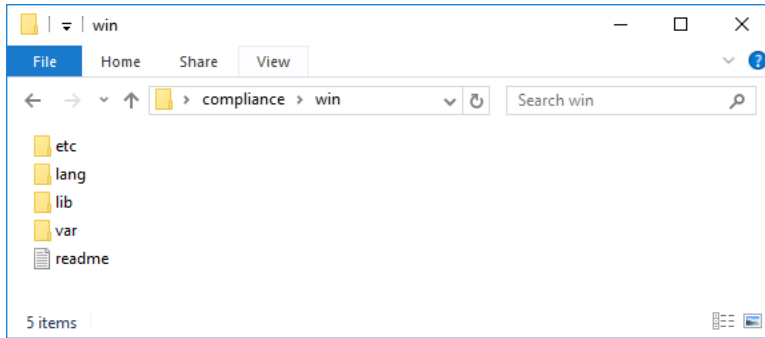 win
File Home Share View ?
compliance > win Search win
etc
lang
lib
var
readme
5 items